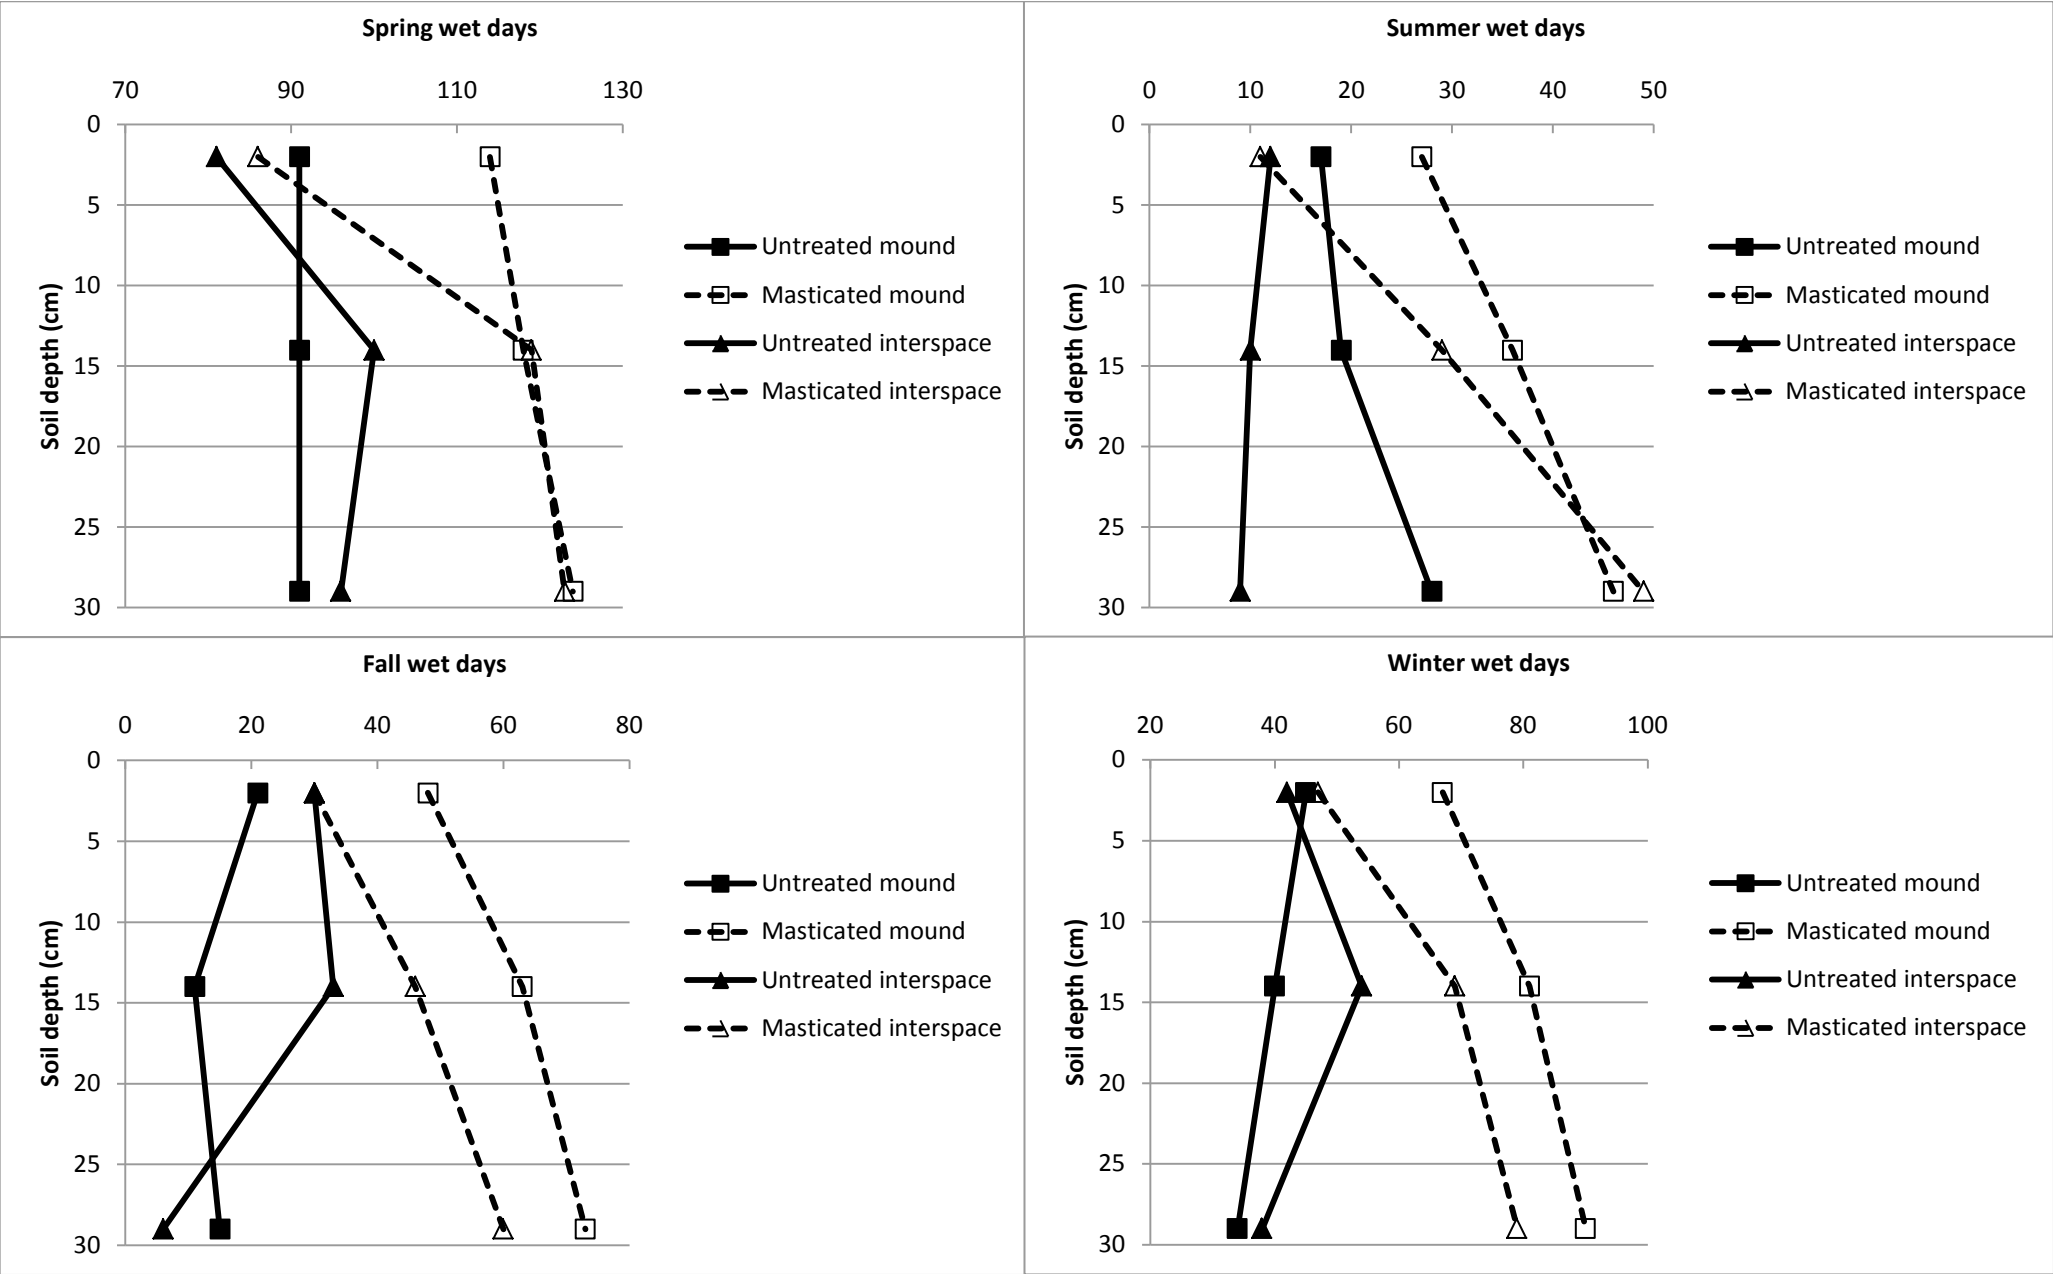 Spring wet days
70 90 110 130
0
5
10
15
20
25
30
Soil depth (cm)
Untreated mound
Masticated mound
Untreated interspace
Masticated interspace
Summer wet days
0 10 20 30 40 50
0
5
10
15
20
25
30
Soil depth (cm)
Untreated mound
Masticated mound
Untreated interspace
Masticated interspace
Fall wet days
0 20 40 60 80
0
5
10
15
20
25
30
Soil depth (cm)
Untreated mound
Masticated mound
Untreated interspace
Masticated interspace
Winter wet days
20 40 60 80 100
0
5
10
15
20
25
30
Soil depth (cm)
Untreated mound
Masticated mound
Untreated interspace
Masticated interspace